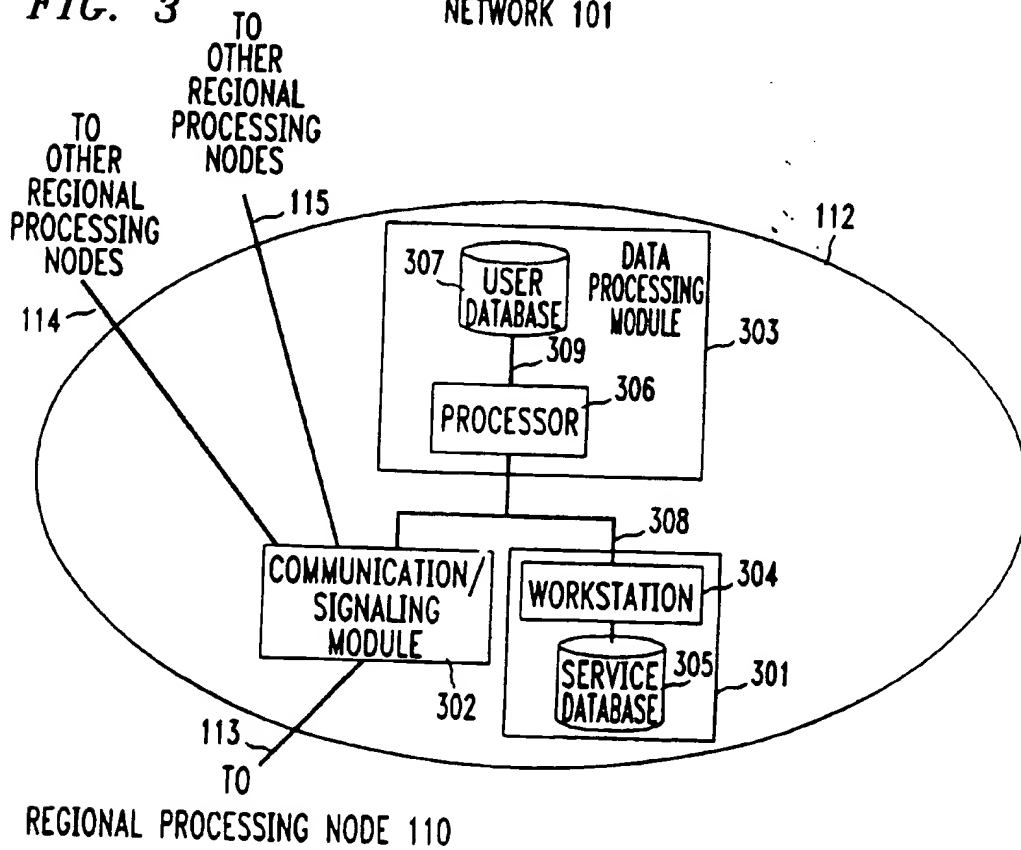 FIG. 3
NETWORK 101
TO
OTHER
REGIONAL
PROCESSING
NODES
TO
OTHER
REGIONAL
PROCESSING
NODES
115
112
114
307
USER
DATABASE
DATA
PROCESSING
MODULE
303
309
PROCESSOR
306
308
COMMUNICATION/
SIGNALING
MODULE
302
WORKSTATION
304
SERVICE
DATABASE
305
301
113
TO
REGIONAL PROCESSING NODE 110